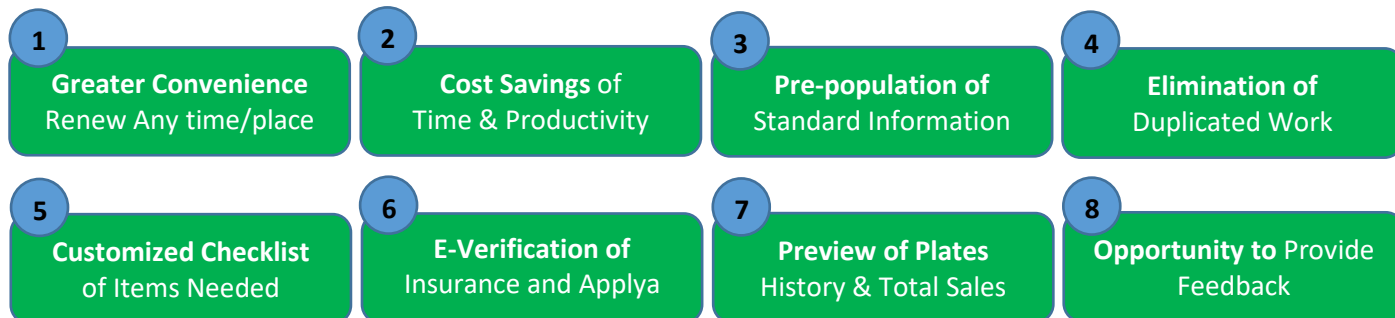 1
Greater Convenience
Renew Any time/place
2
Cost Savings of
Time & Productivity
3
Pre-population of
Standard Information
4
Elimination of
Duplicated Work
5
Customized Checklist
of Items Needed
6
E-Verification of
Insurance and Applya
7
Preview of Plates
History & Total Sales
8
Opportunity to Provide
Feedback